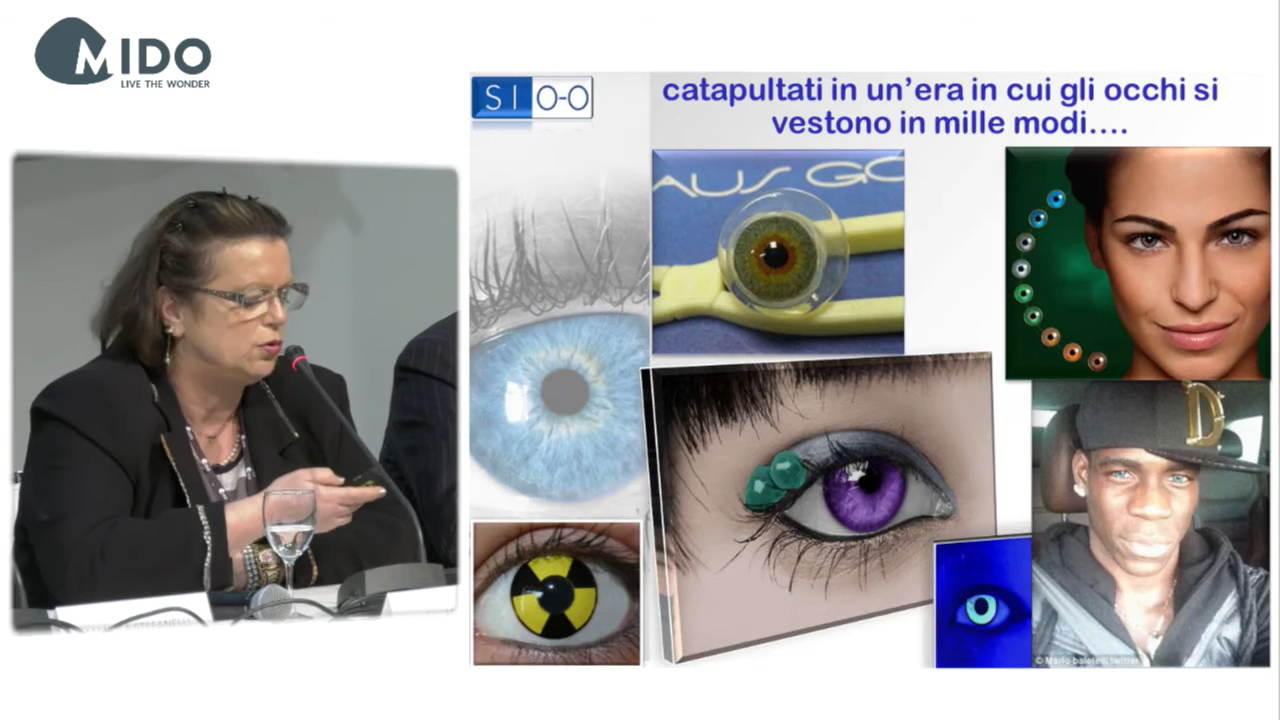 MIDO
LIVE THE WONDER
SI O-O
catapultati in un'era in cui gli occhi si
vestono in mille modi....
AUS GO
D
© Mario balotelli, twitter